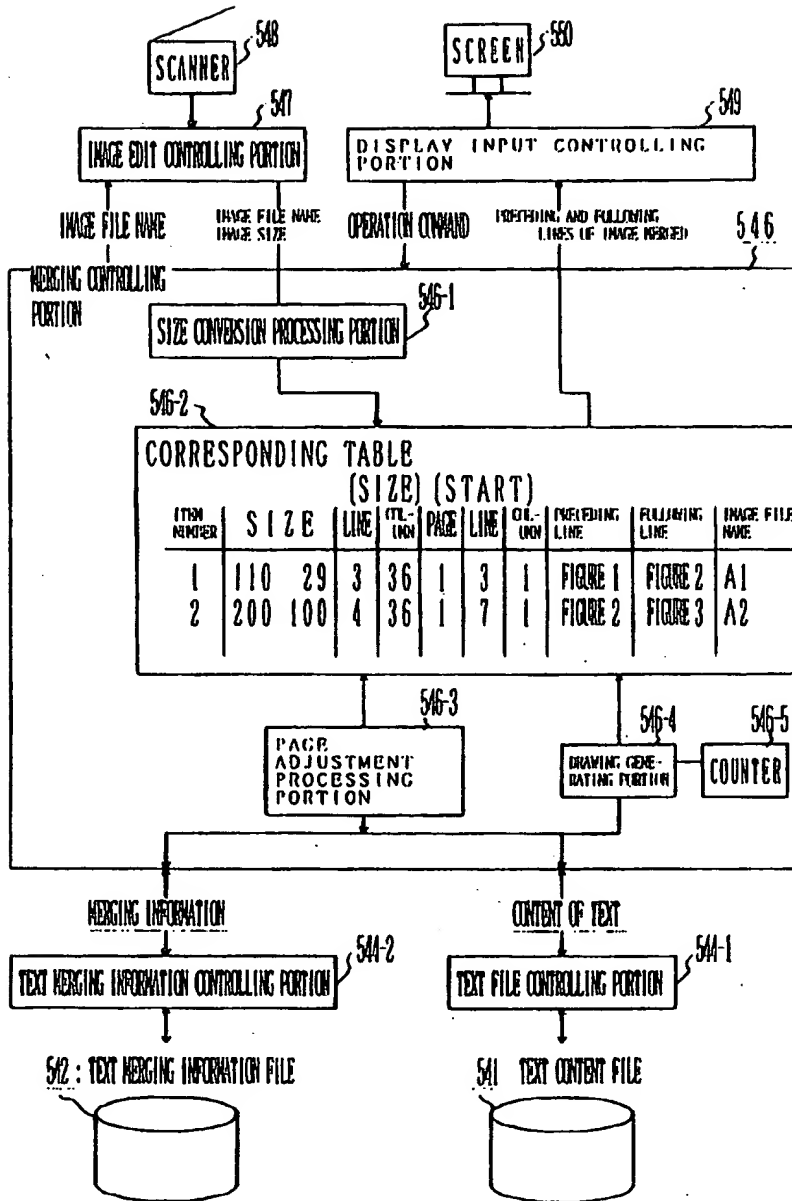 548
SCANNER
SCREEN
550
547
549
IMAGE EDIT CONTROLLING PORTION
DISPLAY INPUT CONTROLLING
PORTION
IMAGE FILE NAME
IMAGE FILE NAME
IMAGE SIZE
OPERATION COMMAND
PRECEDING AND FOLLOWING
LINES OF IMAGE MERGED
546
MERGING CONTROLLING
PORTION
546-1
SIZE CONVERSION PROCESSING PORTION
546-2
CORRESPONDING TABLE
(SIZE) (START)
ITEM NUMBER SIZE LINE COL-UMN PAGE LINE COL-UMN PRECEDING LINE FOLLOWING LINE IMAGE FILE NAME
1 110 29 3 36 1 3 1 FIGURE 1 FIGURE 2 A1
2 200 100 4 36 1 7 1 FIGURE 2 FIGURE 3 A2
546-3
546-4
546-5
PAGE
ADJUSTMENT
PROCESSING
PORTION
DRAWING GENE-
RATING PORTION
COUNTER
MERGING INFORMATION
CONTENT OF TEXT
544-2
544-1
TEXT MERGING INFORMATION CONTROLLING PORTION
TEXT FILE CONTROLLING PORTION
542 : TEXT MERGING INFORMATION FILE
541 TEXT CONTENT FILE